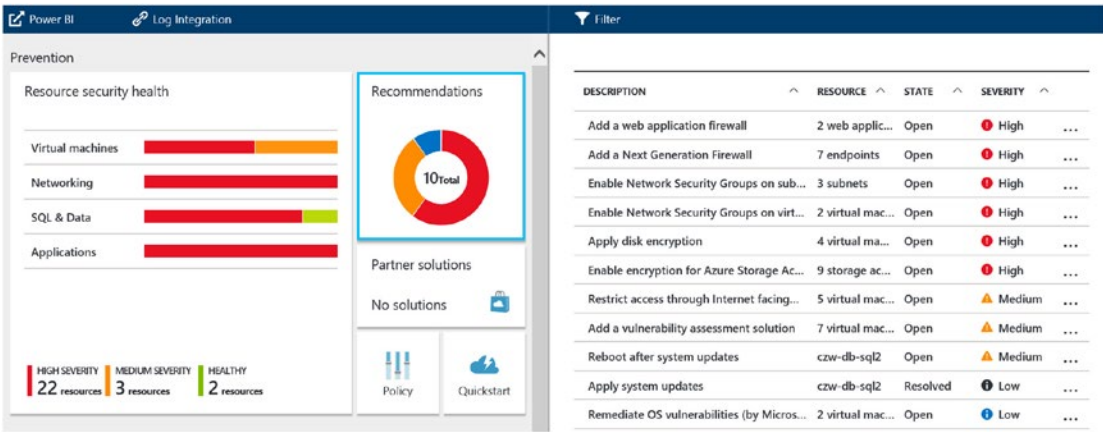 Power BI Log Integration
Prevention
Resource security health
Virtual machines
Networking
SQL & Data
Applications
HIGH SEVERITY MEDIUM SEVERITY HEALTHY
22 resources 3 resources 2 resources
Recommendations
10 Total
Partner solutions
No solutions
Policy Quickstart
Filter
DESCRIPTION RESOURCE STATE SEVERITY
Add a web application firewall 2 web applic... Open High ...
Add a Next Generation Firewall 7 endpoints Open High ...
Enable Network Security Groups on sub... 3 subnets Open High ...
Enable Network Security Groups on virt... 2 virtual mac... Open High ...
Apply disk encryption 4 virtual ma... Open High ...
Enable encryption for Azure Storage Ac... 9 storage ac... Open High ...
Restrict access through Internet facing... 5 virtual mac... Open Medium ...
Add a vulnerability assessment solution 7 virtual mac... Open Medium ...
Reboot after system updates czw-db-sql2 Open Medium ...
Apply system updates czw-db-sql2 Resolved Low ...
Remediate OS vulnerabilities (by Micros... 2 virtual mac... Open Low ...